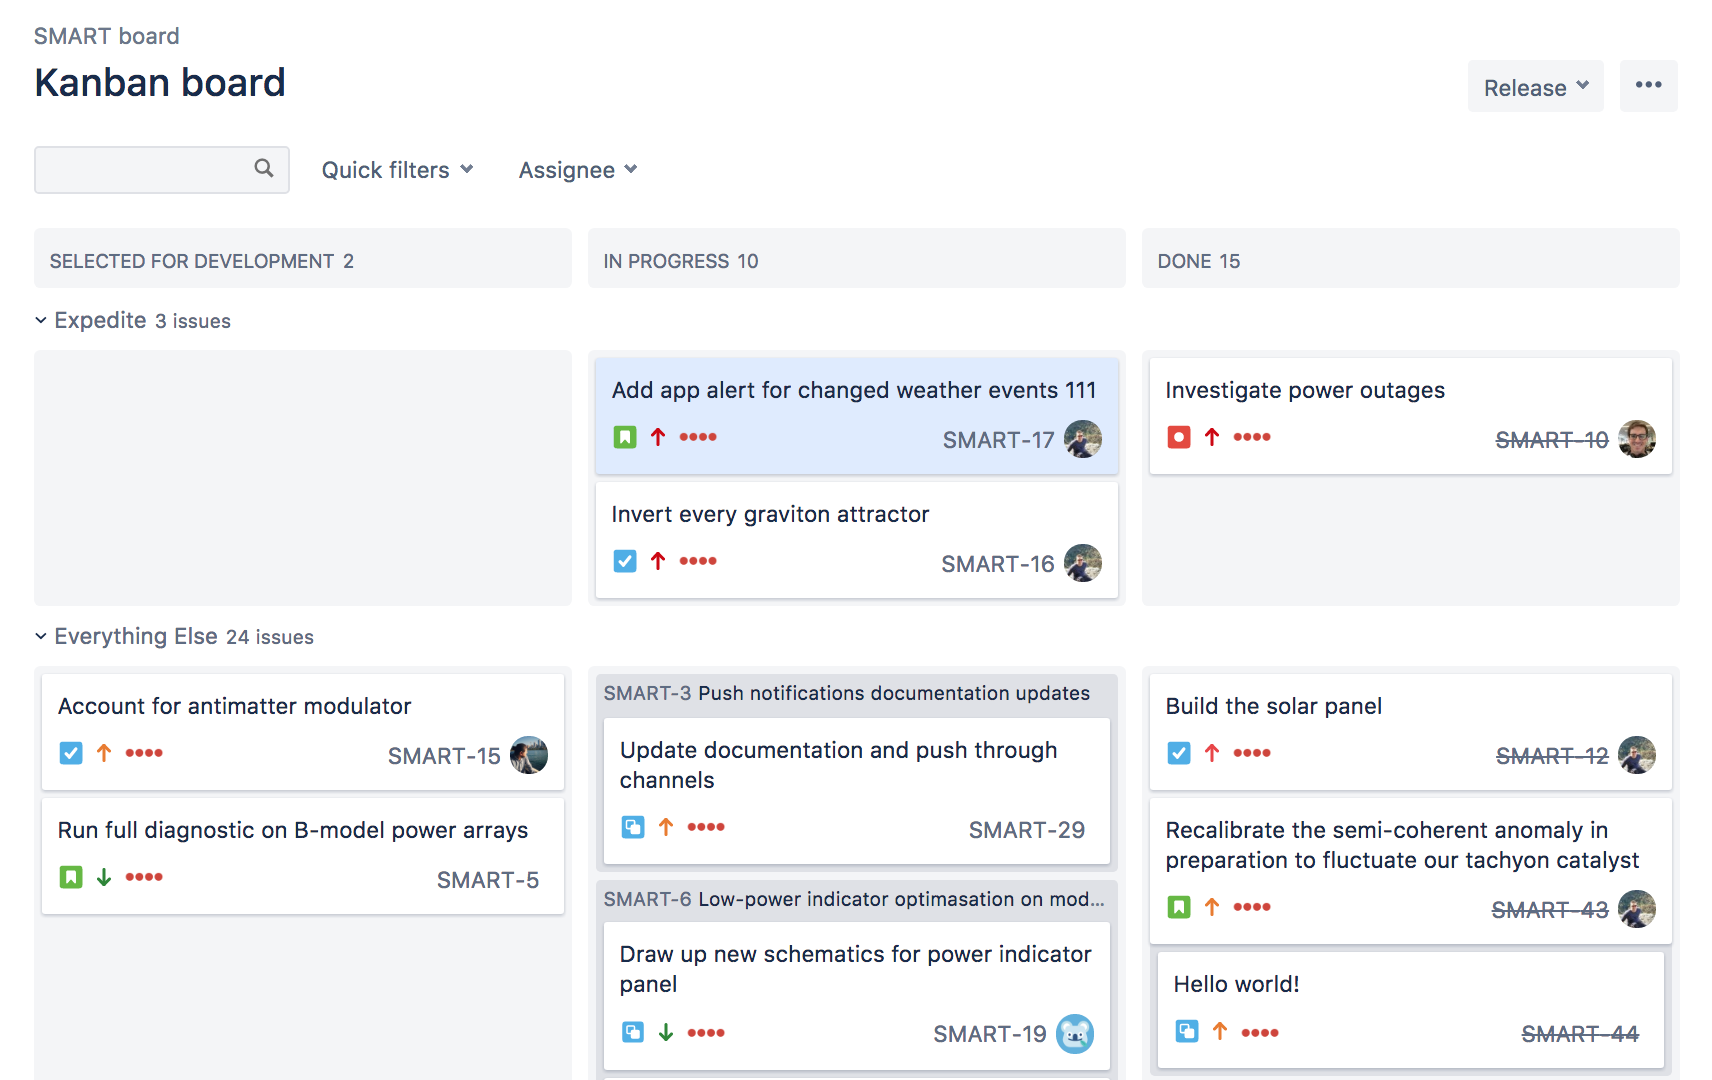 SMART board
Kanban board
Release
Quick filters
Assignee
SELECTED FOR DEVELOPMENT 2
IN PROGRESS 10
DONE 15
Expedite 3 issues
Add app alert for changed weather events 111
SMART-17
Invert every graviton attractor
SMART-16
Investigate power outages
SMART-10
Everything Else 24 issues
Account for antimatter modulator
SMART-15
Run full diagnostic on B-model power arrays
SMART-5
SMART-3 Push notifications documentation updates
Update documentation and push through
channels
SMART-29
SMART-6 Low-power indicator optimasation on mod...
Draw up new schematics for power indicator
panel
SMART-19
Build the solar panel
SMART-12
Recalibrate the semi-coherent anomaly in
preparation to fluctuate our tachyon catalyst
SMART-43
Hello world!
SMART-44